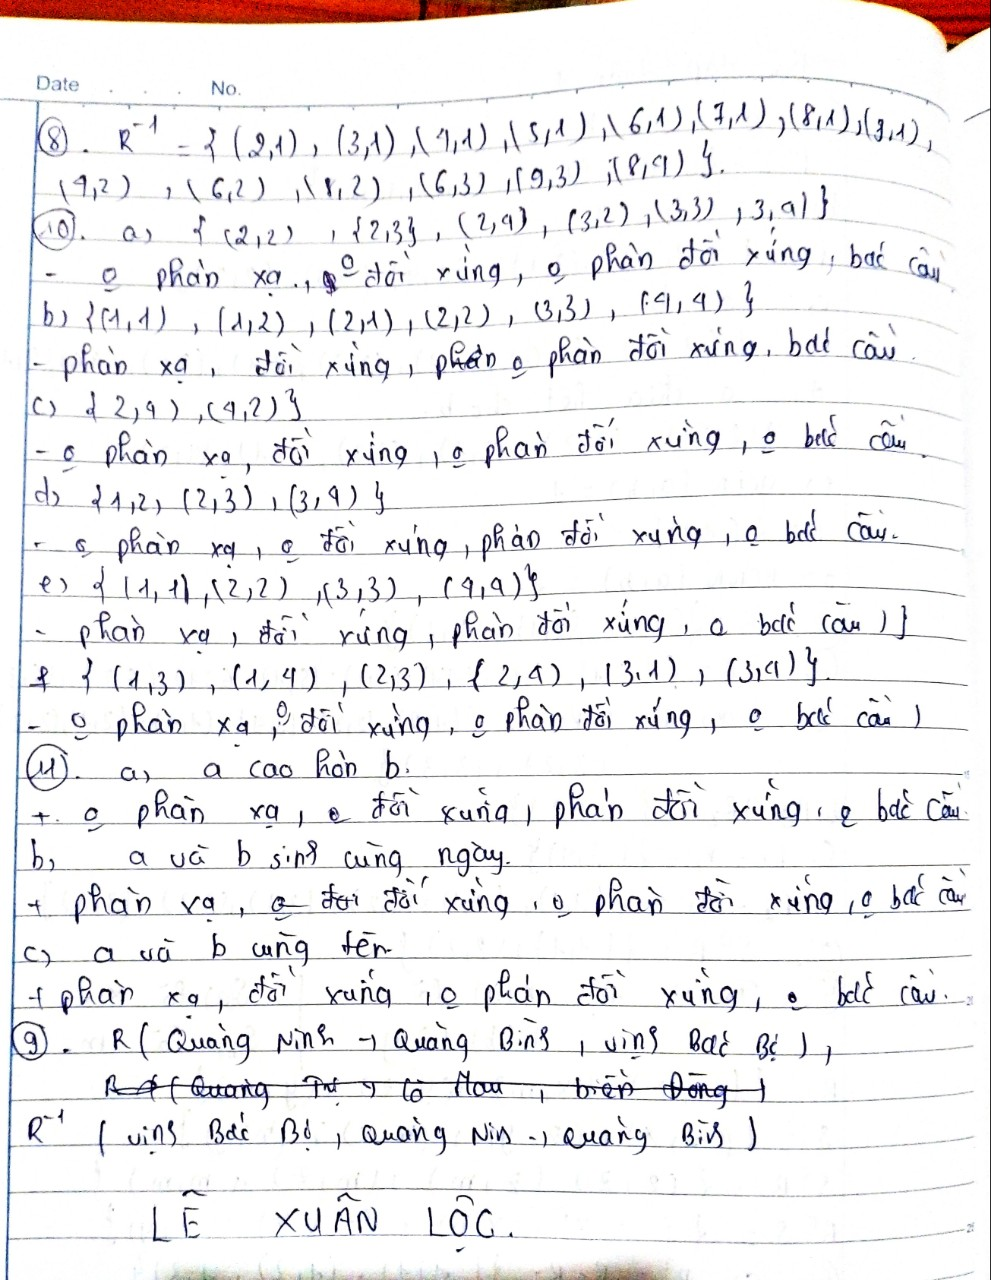 Date No.
⑧. R⁻¹ = { (2,1), (3,1), (4,1), (5,1), (6,1), (7,1), (8,1), (9,1),
(4,2), (6,2), (8,2), (6,3), (9,3), (8,4) }.
⑩. a) { (2,2), {2,3}, (2,4), (3,2), (3,3), 3,4) }
- o phản xạ, o đối xứng, o phản đối xứng, bắc cầu
b) {(1,1), (1,2), (2,1), (2,2), (3,3), (4,4) }
- phản xạ, đối xứng, o phản đối xứng, bắc cầu.
c) { 2,4), (4,2) }
- o phản xạ, đối xứng, o phản đối xứng, o bắc cầu.
d) {1,2, (2,3), (3,4) }
- o phản xạ, o đối xứng, phản đối xứng, o bắc cầu.
e) { (1,1), (2,2), (3,3), (4,4) }
- phản xạ, đối xứng, phản đối xứng, o bắc cầu ) }
f { (1,3), (1,4), (2,3), { 2,4), (3,1), (3,4) }.
- o phản xạ, o đối xứng, o phản đối xứng, o bắc cầu )
⑪. a) a cao hơn b.
+ o phản xạ, o đối xứng, phản đối xứng, o bắc cầu.
b) a và b sinh cùng ngày.
+ phản xạ, đối xứng, o phản đối xứng, o bắc cầu
c) a và b cùng tên
+ phản xạ, đối xứng, o phản đối xứng, o bắc cầu.
⑨. R ( Quảng Ninh → Quảng Bình, vịnh Bắc Bộ ),
R ( Quảng Trị → Cà Mau, biển Đông )
R⁻¹ ( vịnh Bắc Bộ, Quảng Nin → Quảng Bình )
LÊ XUÂN LỘC.